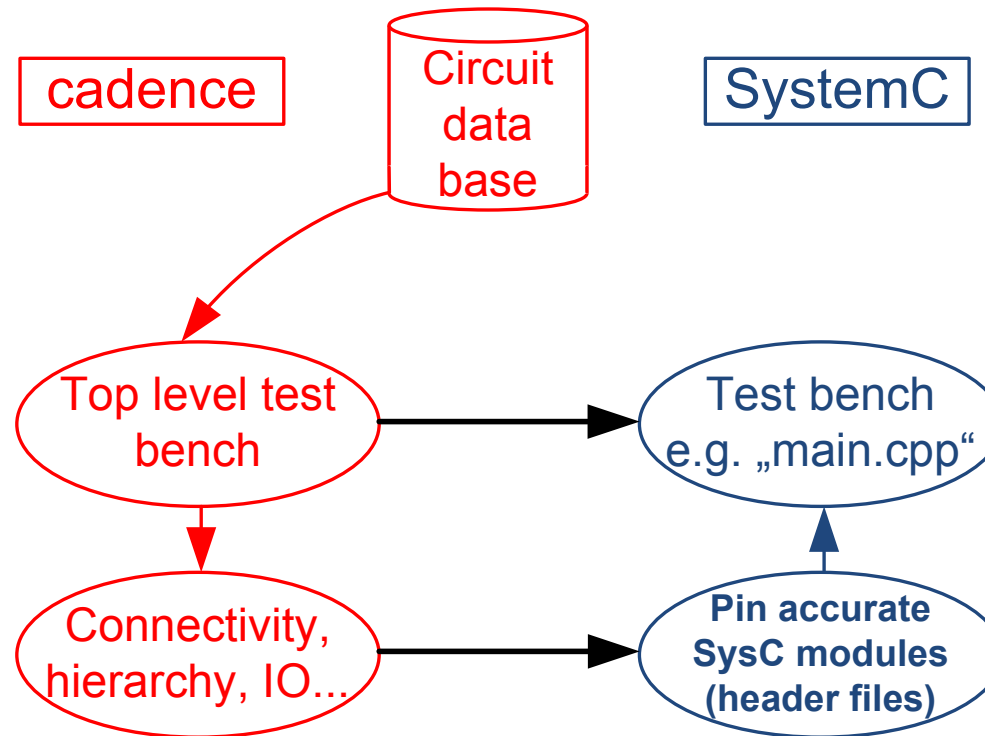 cadence
Circuit
data
base
SystemC
Top level test
bench
Test bench
e.g. „main.cpp“
Connectivity,
hierarchy, IO...
Pin accurate
SysC modules
(header files)